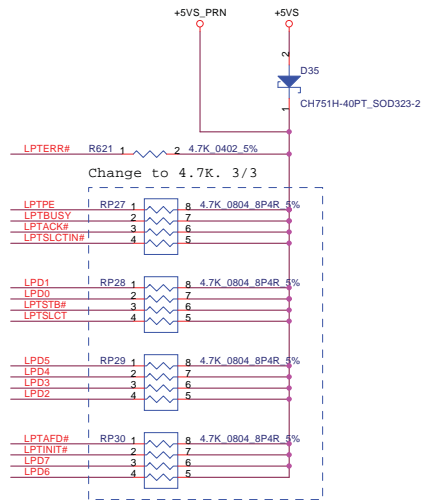 +5VS_PRN +5VS
2
D35
CH751H-40PT_SOD323-2
1
LPTERR# R621 1 2 4.7K_0402_5%
Change to 4.7K. 3/3
LPTPE RP27 1 8 4.7K_0804_8P4R_5%
LPTBUSY 2 7
LPTACK# 3 6
LPTSLCTIN# 4 5
LPD1 RP28 1 8 4.7K_0804_8P4R_5%
LPD0 2 7
LPTSTB# 3 6
LPTSLCT 4 5
LPD5 RP29 1 8 4.7K_0804_8P4R_5%
LPD4 2 7
LPD3 3 6
LPD2 4 5
LPTAFD# RP30 1 8 4.7K_0804_8P4R_5%
LPTINIT# 2 7
LPD7 3 6
LPD6 4 5